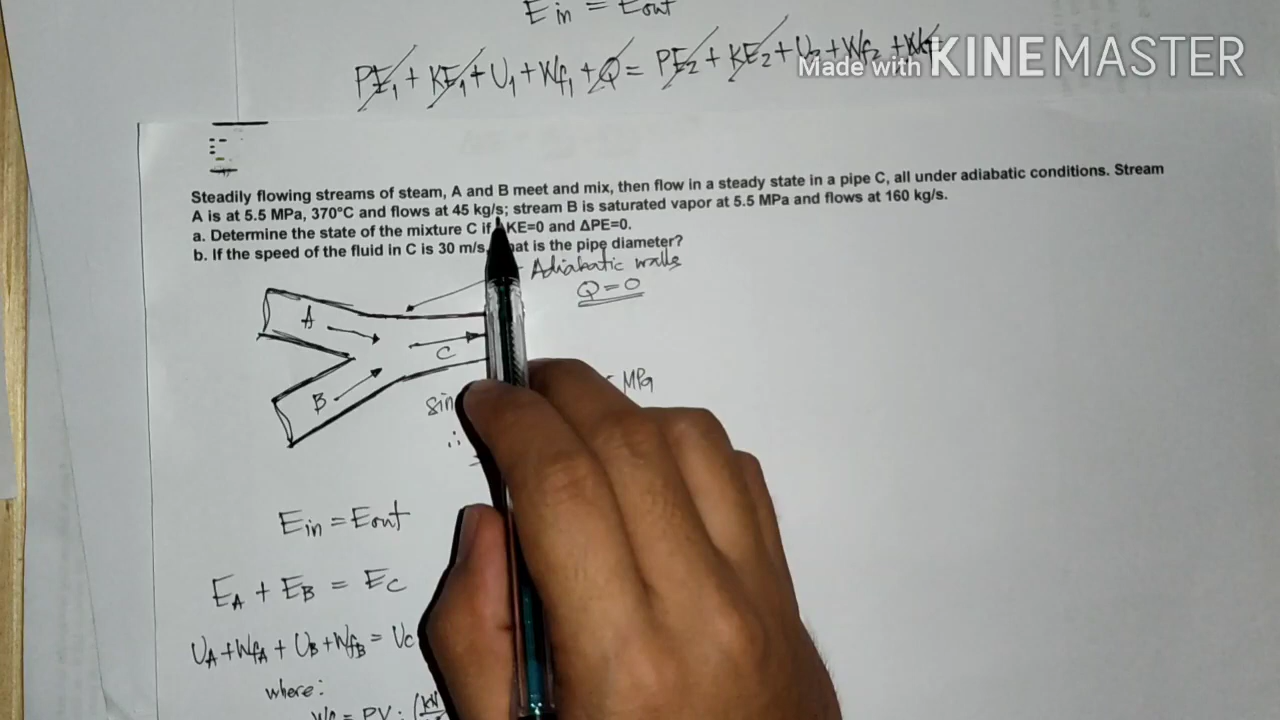 Ein = Eout
PE1 + KE1 + U1 + Wf1 + Q = PE2 + KE2 + U2 + Wf2 +
Made with KINEMASTER
Steadily flowing streams of steam, A and B meet and mix, then flow in a steady state in a pipe C, all under adiabatic conditions. Stream
A is at 5.5 MPa, 370°C and flows at 45 kg/s; stream B is saturated vapor at 5.5 MPa and flows at 160 kg/s.
a. Determine the state of the mixture C if KE=0 and ΔPE=0.
b. If the speed of the fluid in C is 30 m/s, is the pipe diameter?
Adiabatic walls
Q=0
A
C
B
MPa
∴
Ein = Eout
EA + EB = EC
UA + WfA + UB + WfB = UC
where:
Wf = PV ; (kN